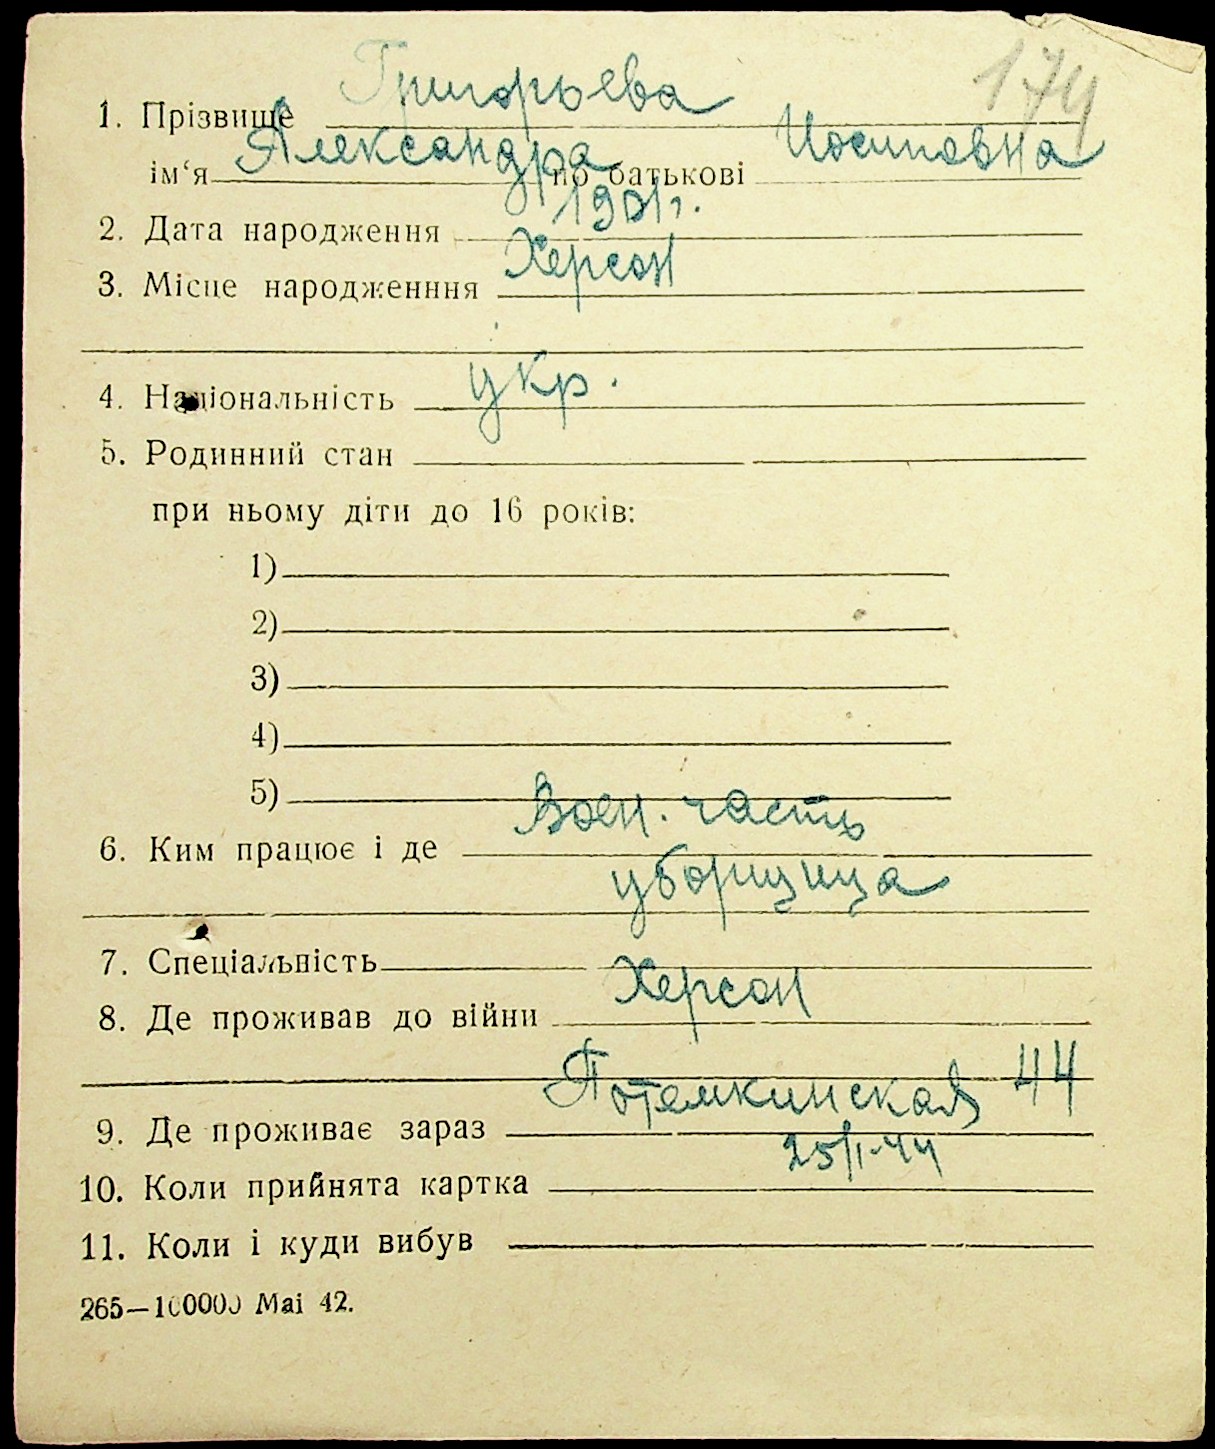 174
1. Прізвище Григорьева
ім‘я Александра по батькові Иосиповна
2. Дата народження 1901 г.
3. Місце народженння Херсон
4. Національність укр.
5. Родинний стан
при ньому діти до 16 років:
1)
2)
3)
4)
5)
6. Ким працює і де Воен. часть
уборщица
7. Спеціальність
8. Де проживав до війни Херсон
9. Де проживає зараз Потемкинская 44
10. Коли прийнята картка 25/I-44
11. Коли і куди вибув
265—100000 Mai 42.